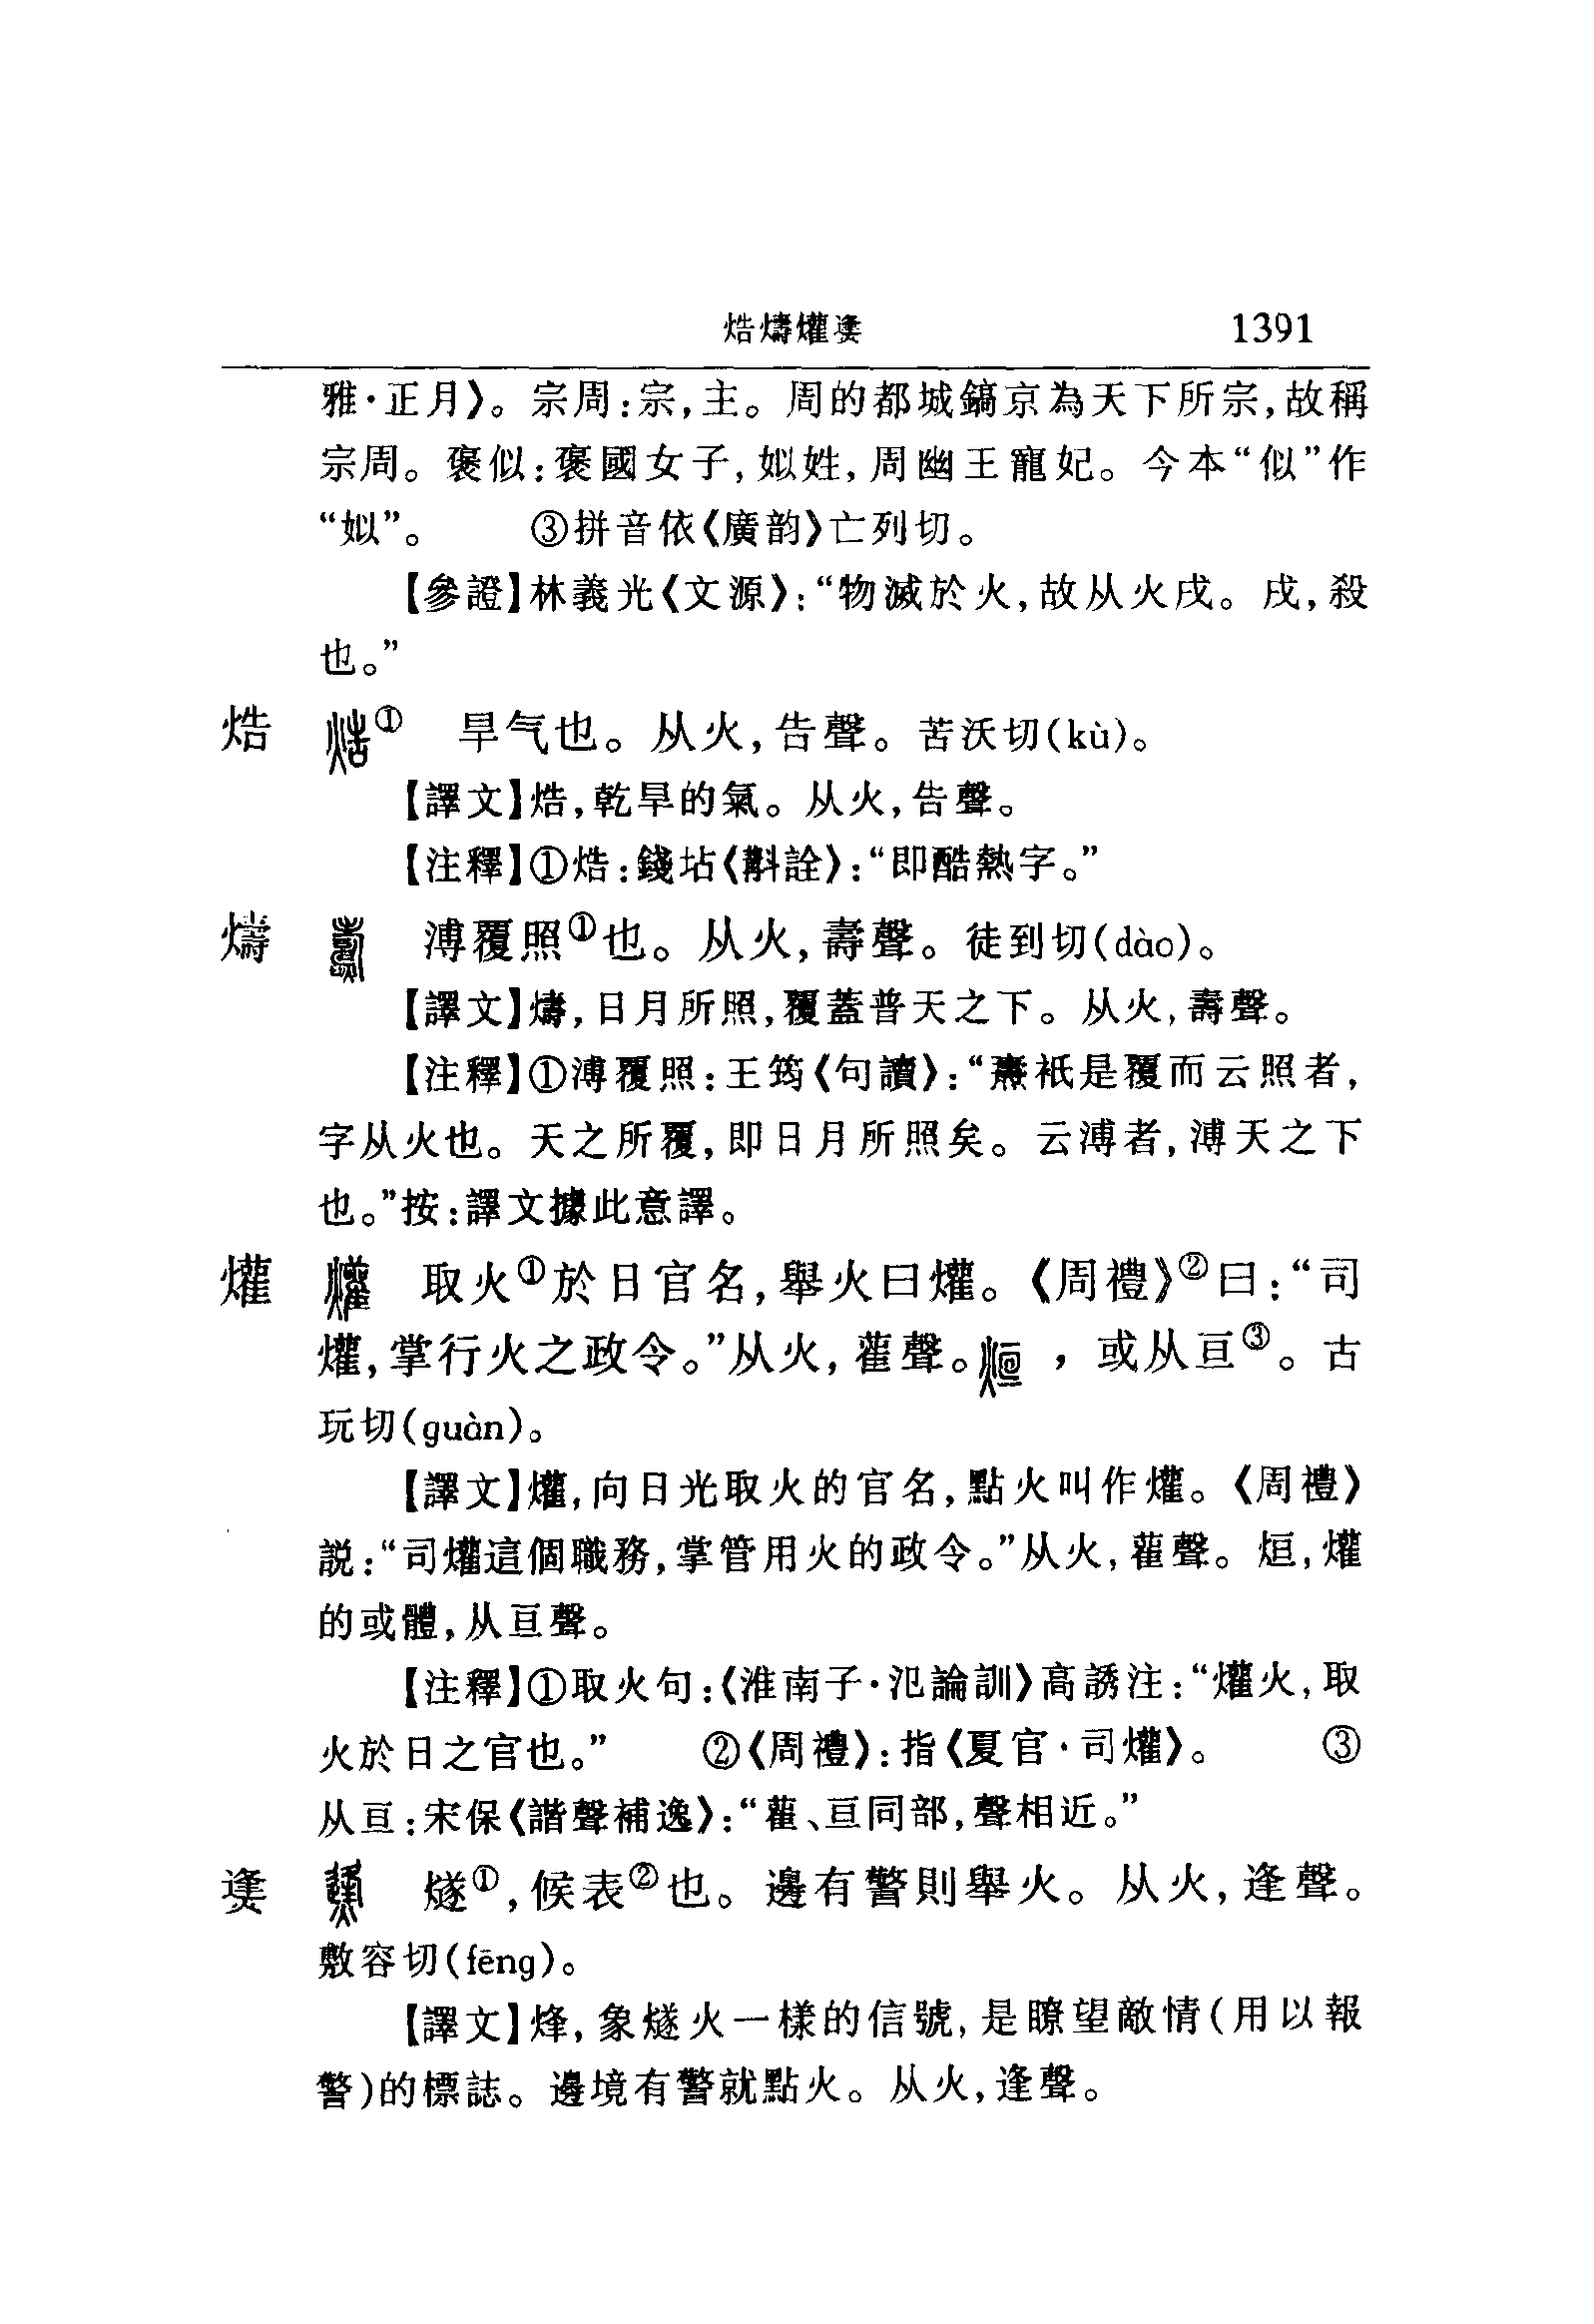 焅燽爟㷭 1391
雅·正月》。宗周:宗,主。周的都城鎬京為天下所宗,故稱
宗周。褒似:褒國女子,姒姓,周幽王寵妃。今本“似”作
“姒”。 ③拼音依《廣韵》亡列切。
【參證】林義光《文源》:“物滅於火,故从火戌。戌,殺
也。”
焅 ① 旱气也。从火,告聲。苦沃切(kù)。
【譯文】焅,乾旱的氣。从火,告聲。
【注釋】①焅:錢坫《斠詮》:“即酷熱字。”
燽 溥覆照①也。从火,壽聲。徒到切(dào)。
【譯文】燽,日月所照,覆蓋普天之下。从火,壽聲。
【注釋】①溥覆照:王筠《句讀》:“燾衹是覆而云照者,
字从火也。天之所覆,即日月所照矣。云溥者,溥天之下
也。”按:譯文據此意譯。
爟 取火①於日官名,舉火曰爟。《周禮》②曰:“司
爟,掌行火之政令。”从火,雚聲。 ,或从亘③。古
玩切(guàn)。
【譯文】爟,向日光取火的官名,點火叫作爟。《周禮》
説:“司爟這個職務,掌管用火的政令。”从火,雚聲。烜,爟
的或體,从亘聲。
【注釋】①取火句:《淮南子·氾論訓》高誘注:“爟火,取
火於日之官也。” ②《周禮》:指《夏官·司爟》。 ③
从亘:宋保《諧聲補逸》:“雚、亘同部,聲相近。”
㷭 燧①,候表②也。邊有警則舉火。从火,逢聲。
敷容切(fēng)。
【譯文】烽,象燧火一樣的信號,是瞭望敵情(用以報
警)的標誌。邊境有警就點火。从火,逢聲。